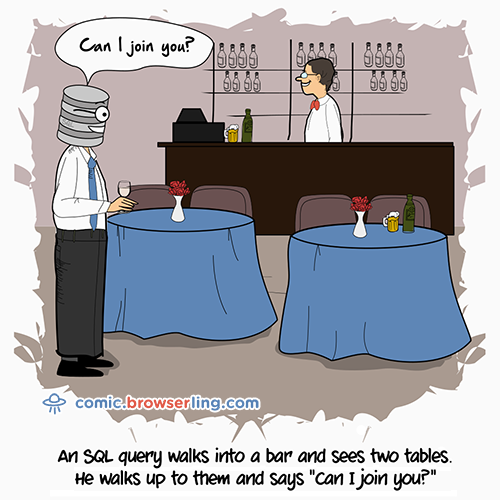 Can I join you?
comic.browserling.com
An SQL query walks into a bar and sees two tables.
He walks up to them and says "Can I join you?"